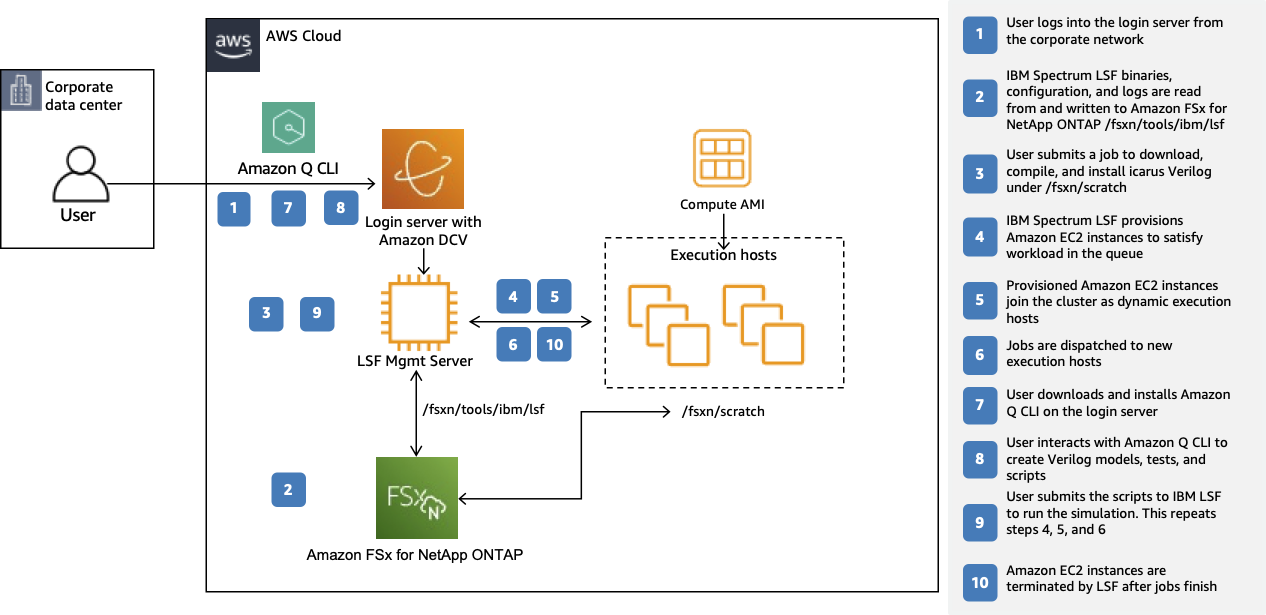 aws
AWS Cloud
Corporate
data center
User
Amazon Q CLI
1
7
8
Login server with
Amazon DCV
Compute AMI
Execution hosts
3
9
4
5
6
10
LSF Mgmt Server
/fsxn/tools/ibm/lsf
/fsxn/scratch
2
FSx
N
Amazon FSx for NetApp ONTAP
1
User logs into the login server from
the corporate network
2
IBM Spectrum LSF binaries,
configuration, and logs are read
from and written to Amazon FSx for
NetApp ONTAP /fsxn/tools/ibm/lsf
3
User submits a job to download,
compile, and install icarus Verilog
under /fsxn/scratch
4
IBM Spectrum LSF provisions
Amazon EC2 instances to satisfy
workload in the queue
5
Provisioned Amazon EC2 instances
join the cluster as dynamic execution
hosts
6
Jobs are dispatched to new
execution hosts
7
User downloads and installs Amazon
Q CLI on the login server
8
User interacts with Amazon Q CLI to
create Verilog models, tests, and
scripts
9
User submits the scripts to IBM LSF
to run the simulation. This repeats
steps 4, 5, and 6
10
Amazon EC2 instances are
terminated by LSF after jobs finish